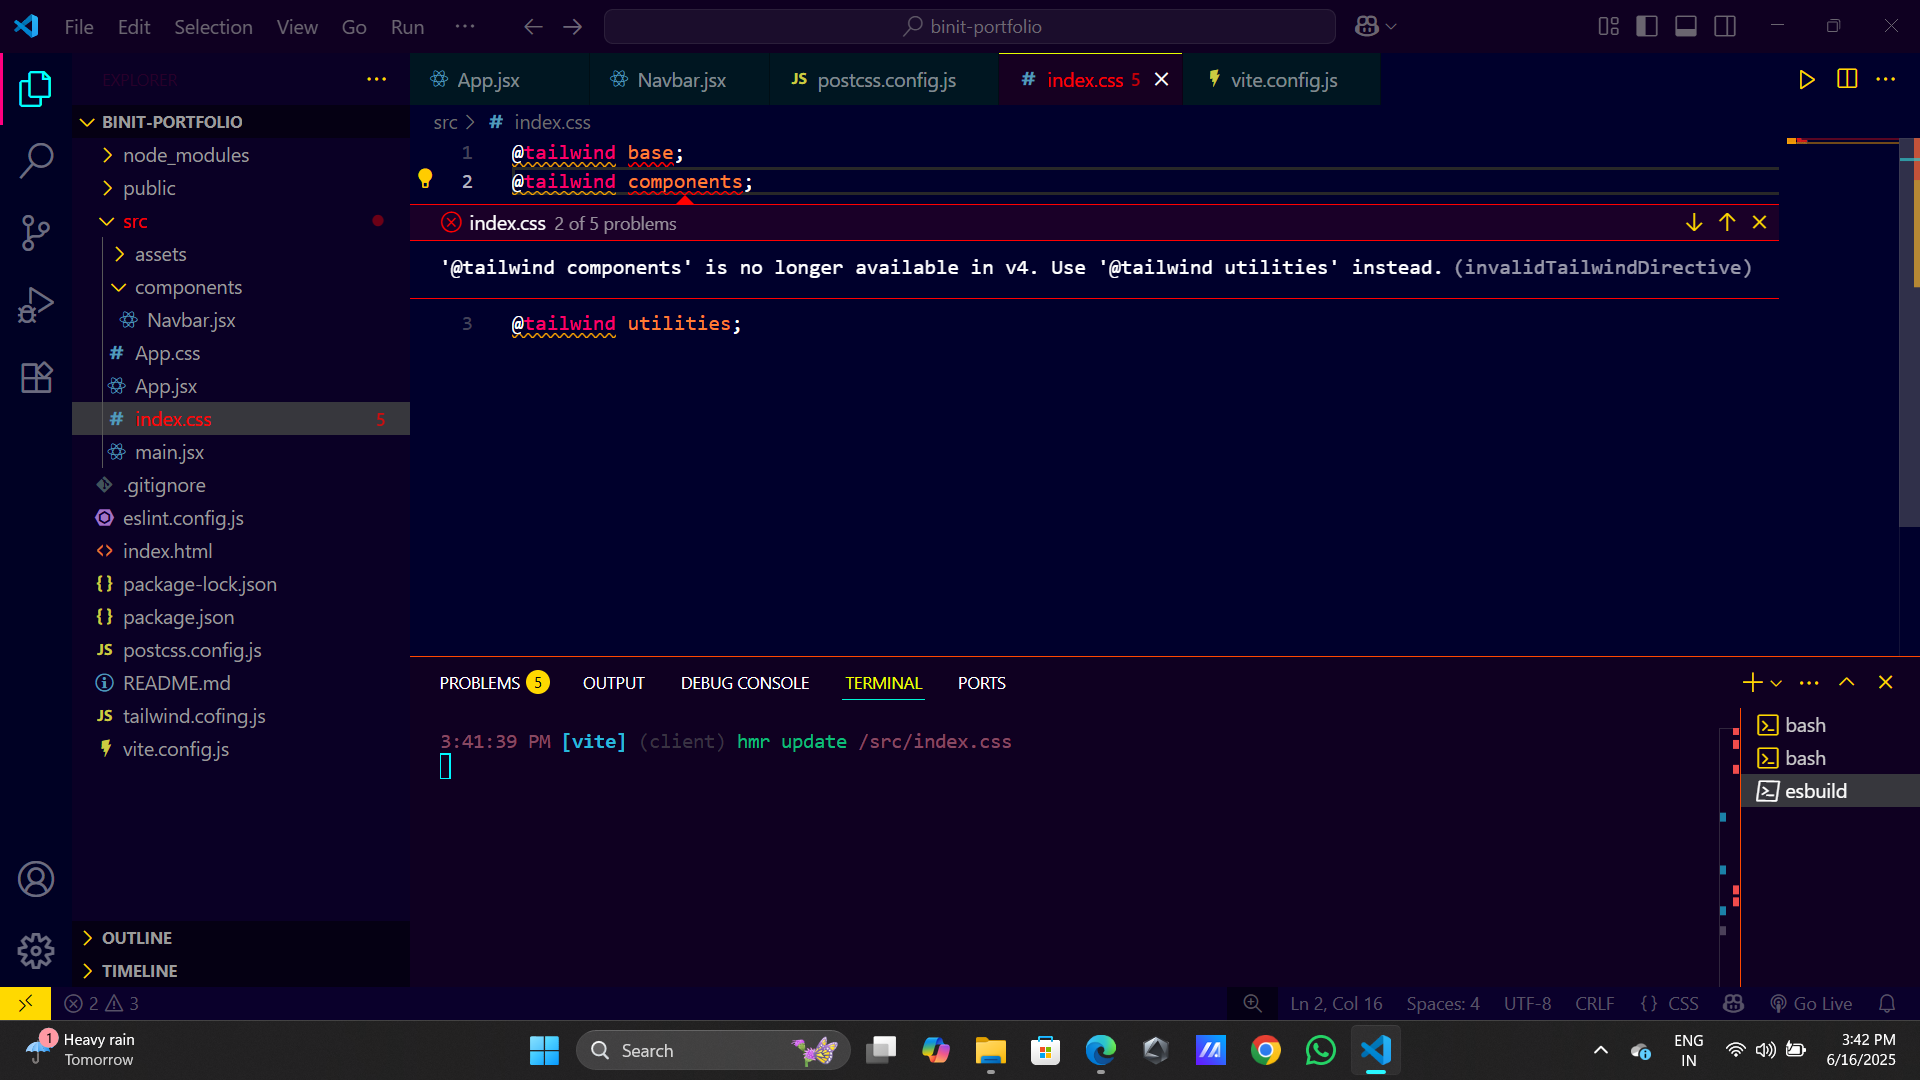 File Edit Selection View Go Run ···
binit-portfolio
EXPLORER
App.jsx
Navbar.jsx
JS postcss.config.js
# index.css 5
vite.config.js
BINIT-PORTFOLIO
node_modules
public
src
assets
components
Navbar.jsx
# App.css
App.jsx
# index.css 5
main.jsx
.gitignore
eslint.config.js
<> index.html
{} package-lock.json
{} package.json
JS postcss.config.js
README.md
JS tailwind.cofing.js
vite.config.js
OUTLINE
TIMELINE
src > # index.css
1 @tailwind base;
2 @tailwind components;
index.css 2 of 5 problems
'@tailwind components' is no longer available in v4. Use '@tailwind utilities' instead. (invalidTailwindDirective)
3 @tailwind utilities;
PROBLEMS 5 OUTPUT DEBUG CONSOLE TERMINAL PORTS
3:41:39 PM [vite] (client) hmr update /src/index.css
bash
bash
esbuild
2 3
Ln 2, Col 16 Spaces: 4 UTF-8 CRLF {} CSS Go Live
1 Heavy rain
Tomorrow
Search
ENG
IN
3:42 PM
6/16/2025